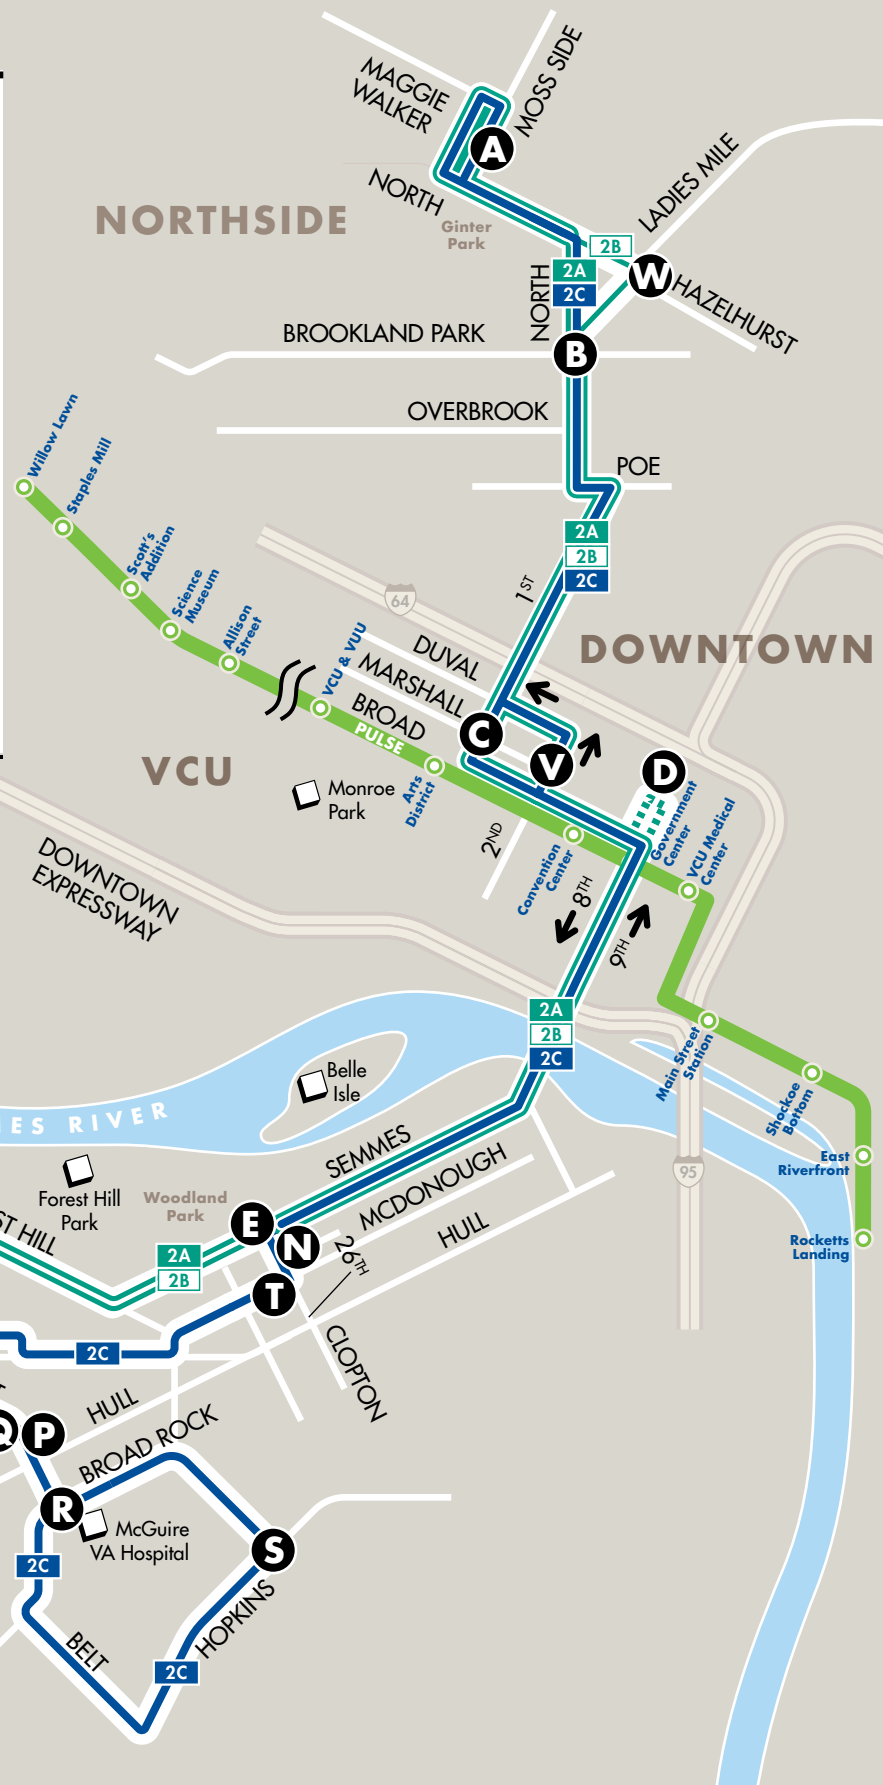 MAGGIE
WALKER
MOSS SIDE
A
NORTH
LADIES MILE
NORTHSIDE
Ginter
Park
2B
W
HAZELHURST
2A
2C
NORTH
BROOKLAND PARK
B
OVERBROOK
POE
Willow Lawn
Staples Mill
Scott's
Addition
Science
Museum
Allison
Street
VCU & VUU
2A
2B
2C
1ST
64
DOWNTOWN
DUVAL
MARSHALL
BROAD
PULSE
C
V
D
VCU
Monroe
Park
Arts
District
2ND
Convention
Center
Government
Center
VCU Medical
Center
DOWNTOWN
EXPRESSWAY
8TH
9TH
2A
2B
2C
Main Street
Station
Shockoe
Bottom
East
Riverfront
Rocketts
Landing
95
Belle
Isle
ES RIVER
SEMMES
MCDONOUGH
HULL
Forest Hill
Park
Woodland
Park
ST HILL
E
N
T
26TH
2A
2B
2C
CLOPTON
HULL
BROAD ROCK
Q
P
R
McGuire
VA Hospital
S
2C
HOPKINS
BELT
2C